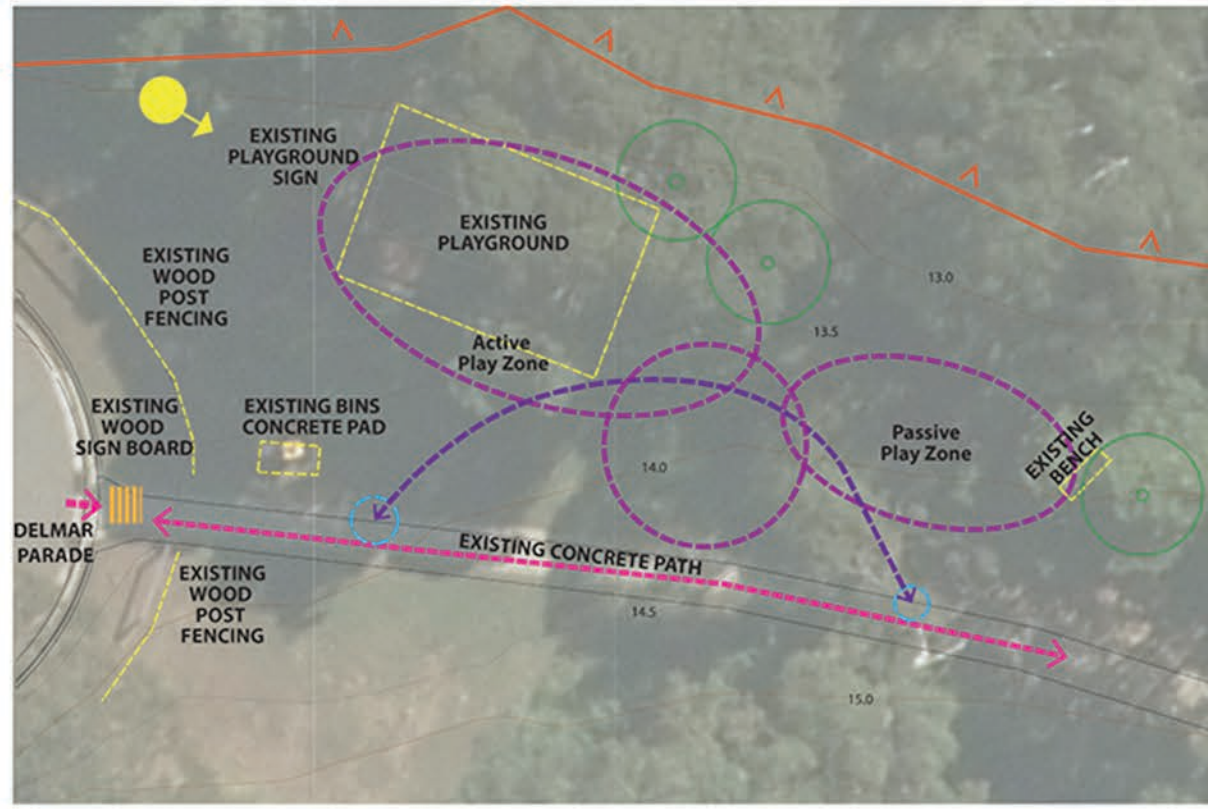 EXISTING
PLAYGROUND
SIGN
EXISTING
PLAYGROUND
EXISTING
WOOD
POST
FENCING
13.0
13.5
Active
Play Zone
EXISTING
WOOD
SIGN BOARD
EXISTING BINS
CONCRETE PAD
Passive
Play Zone
EXISTING
BENCH
14.0
DELMAR
PARADE
EXISTING CONCRETE PATH
EXISTING
WOOD
POST
FENCING
14.5
15.0